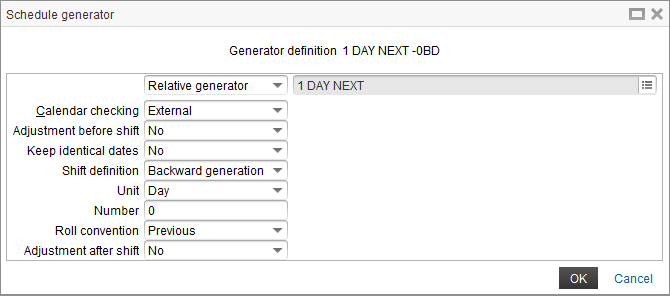 Schedule generator
Generator definition 1 DAY NEXT -0BD
Relative generator 1 DAY NEXT
Calendar checking External
Adjustment before shift No
Keep identical dates No
Shift definition Backward generation
Unit Day
Number 0
Roll convention Previous
Adjustment after shift No
OK Cancel